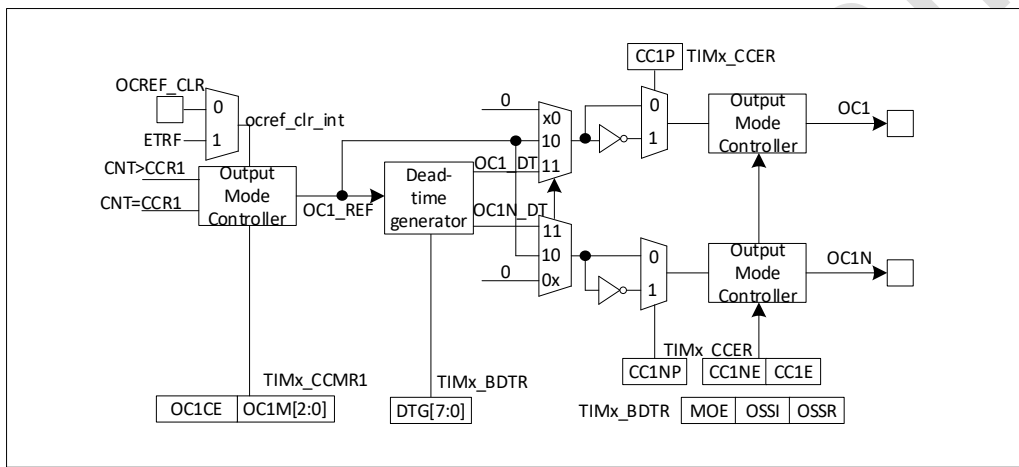 CC1P
TIMx_CCER
OCREF_CLR
0
1
ETRF
ocref_clr_int
CNT>CCR1
CNT=CCR1
Output
Mode
Controller
OC1_REF
Dead-
time
generator
OC1_DT
OC1N_DT
0
x0
10
11
11
10
0x
0
0
1
0
1
Output
Mode
Controller
OC1
Output
Mode
Controller
OC1N
TIMx_CCER
CC1NP
CC1NE
CC1E
TIMx_CCMR1
OC1CE
OC1M[2:0]
TIMx_BDTR
DTG[7:0]
TIMx_BDTR
MOE
OSSI
OSSR